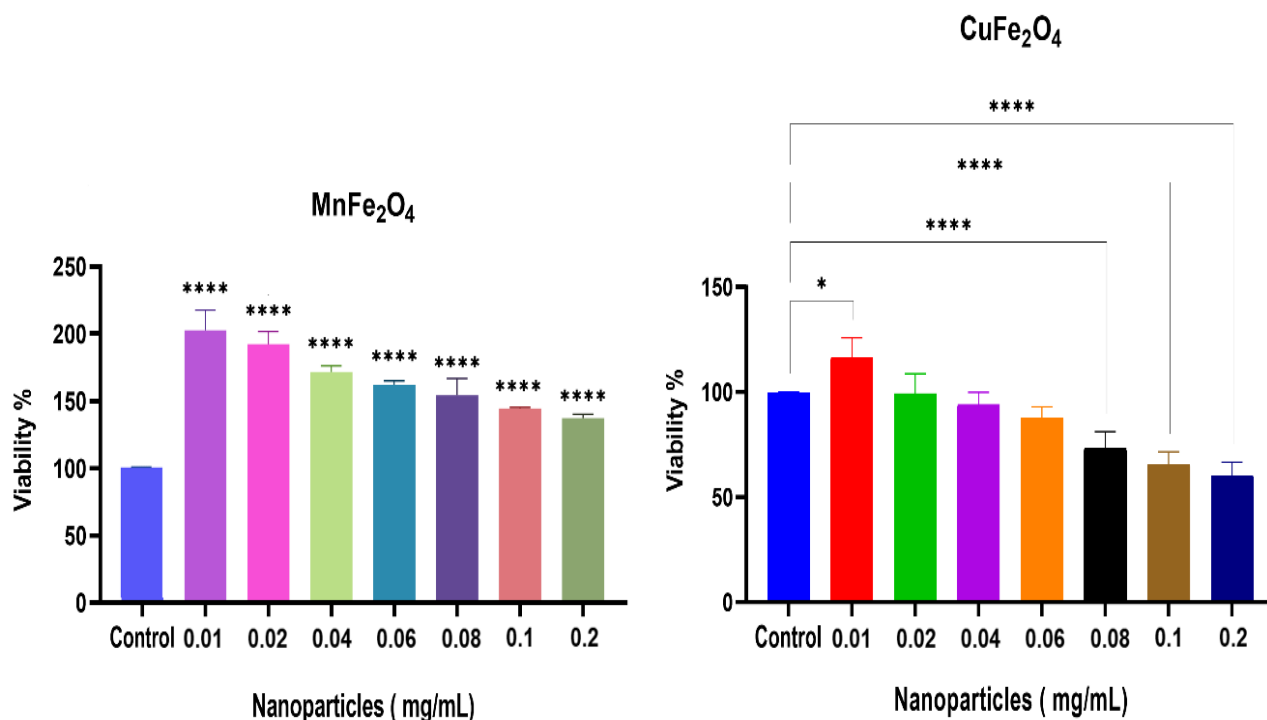 MnFe₂O₄
Viability %
250
200
150
100
50
0
****
****
****
****
****
****
****
Control 0.01 0.02 0.04 0.06 0.08 0.1 0.2
Nanoparticles ( mg/mL)
CuFe₂O₄
****
****
****
*
Viability %
150
100
50
0
Control 0.01 0.02 0.04 0.06 0.08 0.1 0.2
Nanoparticles ( mg/mL)